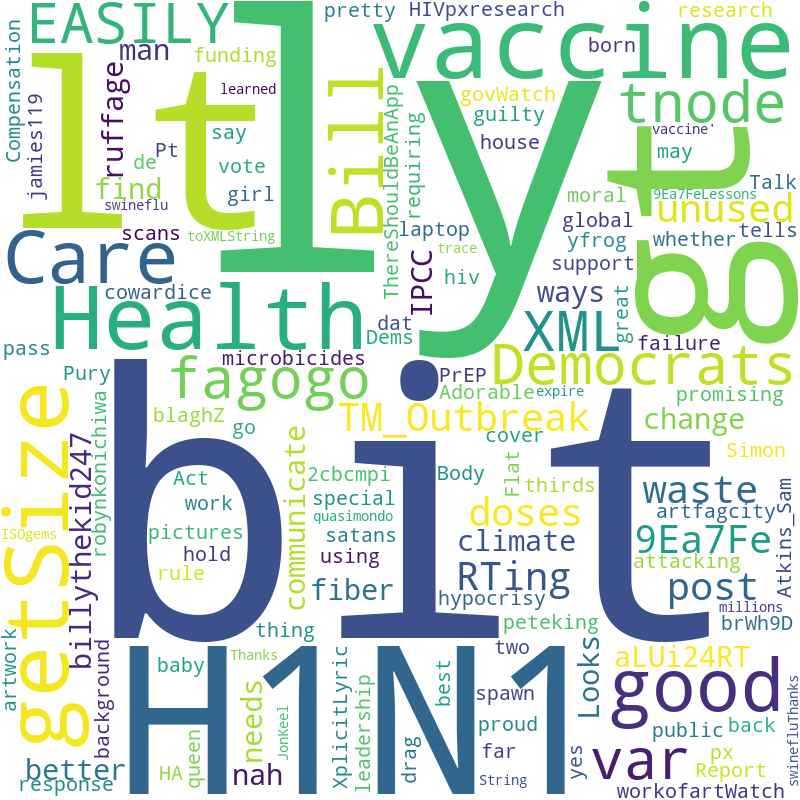 EASILY
man
funding
learned
pretty
HIVpxresearch
born
research
vaccine
Compensation
jamies119
ruffage
lt
ly
Bill
govWatch
guilty
house
tnode
vaccine'
may
say
Pt
de
vote
find
girl
swineflu
scans
toXMLString
ThereShouldBeAnApp
requiring
laptop
trace
moral
global
yfrog
support
9Ea7FeLessons
Talk
unused
whether
tells
gt
Care
cowardice
Health
hiv
IPCC
ways
great
XML
failure
dat
Dems
pass
Pury
microbicides
fagogo
PrEP
Democrats
Adorable
expire
promising
blaghZ
go
TM_Outbreak
change
cover
Simon
bit
getSize
billythekid247
robynkonichiwa
Act
work
pictures
hold
rule
ISOgems
communicate
2cbcmpi
special
quasimondo
satans
using
fiber
Body
Flat
thirds
doses
climate
RTing
hypocrisy
waste
artfagcity
9Ea7Fe
attacking
post
Atkins_Sam
millions
brWh9D
peteking
thing
two
artwork
background
baby
Thanks
H1N1
XplicitLyric
leadership
best
spawn
Looks
aLUi24RT
good
proud
public
back
better
response
HA
queen
needs
nah
JonKeel
drag
far
String
yes
var
px
Report
workofartWatch
swinefluThanks